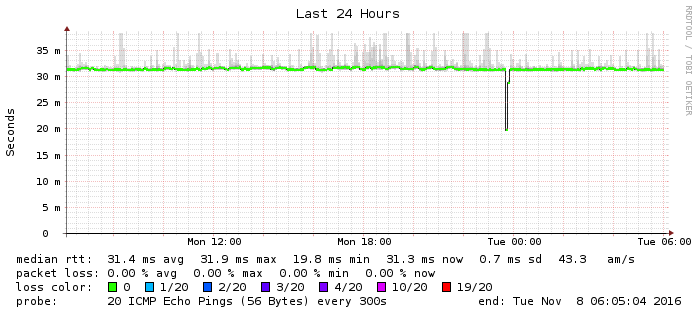 Last 24 Hours
RRDTOOL / TOBI OETIKER
Seconds
35 m
30 m
25 m
20 m
15 m
10 m
5 m
0
Mon 12:00 Mon 18:00 Tue 00:00 Tue 06:00
median rtt: 31.4 ms avg 31.9 ms max 19.8 ms min 31.3 ms now 0.7 ms sd 43.3 am/s
packet loss: 0.00 % avg 0.00 % max 0.00 % min 0.00 % now
loss color: 0 1/20 2/20 3/20 4/20 10/20 19/20
probe: 20 ICMP Echo Pings (56 Bytes) every 300s end: Tue Nov 8 06:05:04 2016